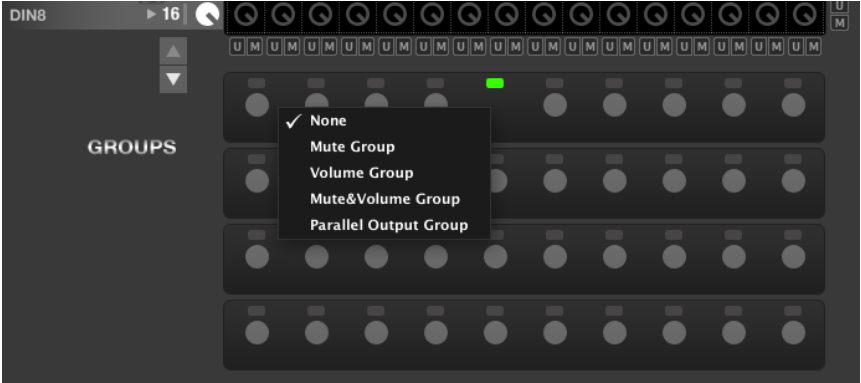 DIN8 ▶ 16 U
M
U M U M U M U M U M U M U M U M U M U M U M U M U M U M U M U M
✓ None
Mute Group
GROUPS
Volume Group
Mute&Volume Group
Parallel Output Group